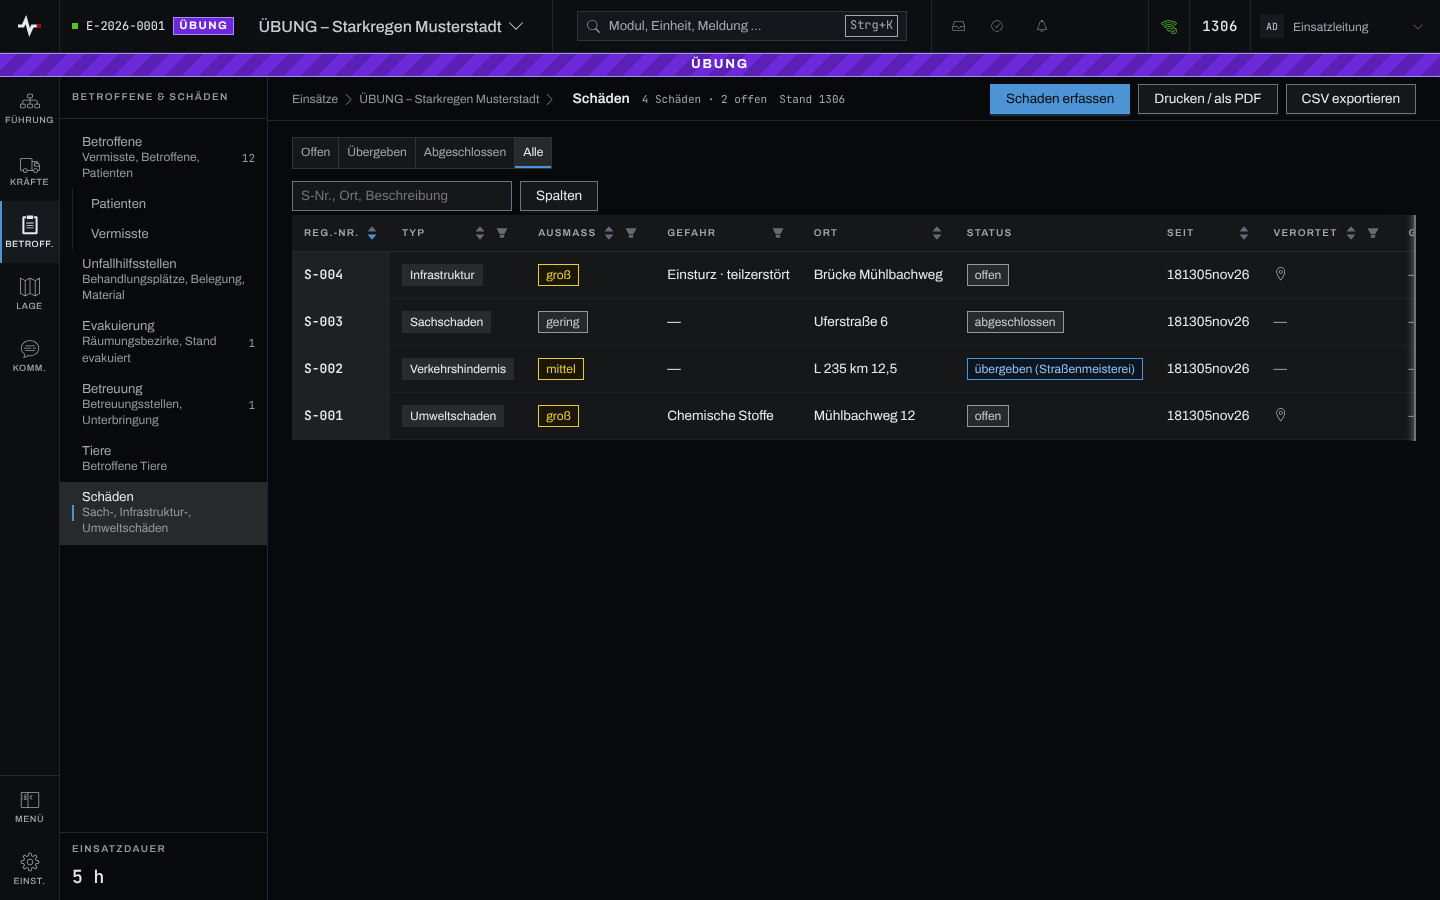 E-2026-0001 ÜBUNG ÜBUNG – Starkregen Musterstadt Modul, Einheit, Meldung ... Strg+K 1306 AD Einsatzleitung
ÜBUNG
FÜHRUNG
KRÄFTE
BETROFF.
LAGE
KOMM.
MENÜ
EINST.
BETROFFENE & SCHÄDEN
Betroffene
Vermisste, Betroffene, 12
Patienten
Patienten
Vermisste
Unfallhilfsstellen
Behandlungsplätze, Belegung,
Material
Evakuierung
Räumungsbezirke, Stand 1
evakuiert
Betreuung
Betreuungsstellen, 1
Unterbringung
Tiere
Betroffene Tiere
Schäden
Sach-, Infrastruktur-,
Umweltschäden
EINSATZDAUER
5 h
Einsätze ÜBUNG – Starkregen Musterstadt Schäden 4 Schäden · 2 offen Stand 1306 Schaden erfassen Drucken / als PDF CSV exportieren
Offen Übergeben Abgeschlossen Alle
S-Nr., Ort, Beschreibung Spalten
REG.-NR. TYP AUSMASS GEFAHR ORT STATUS SEIT VERORTET
S-004 Infrastruktur groß Einsturz · teilzerstört Brücke Mühlbachweg offen 181305nov26
S-003 Sachschaden gering — Uferstraße 6 abgeschlossen 181305nov26 —
S-002 Verkehrshindernis mittel — L 235 km 12,5 übergeben (Straßenmeisterei) 181305nov26 —
S-001 Umweltschaden groß Chemische Stoffe Mühlbachweg 12 offen 181305nov26